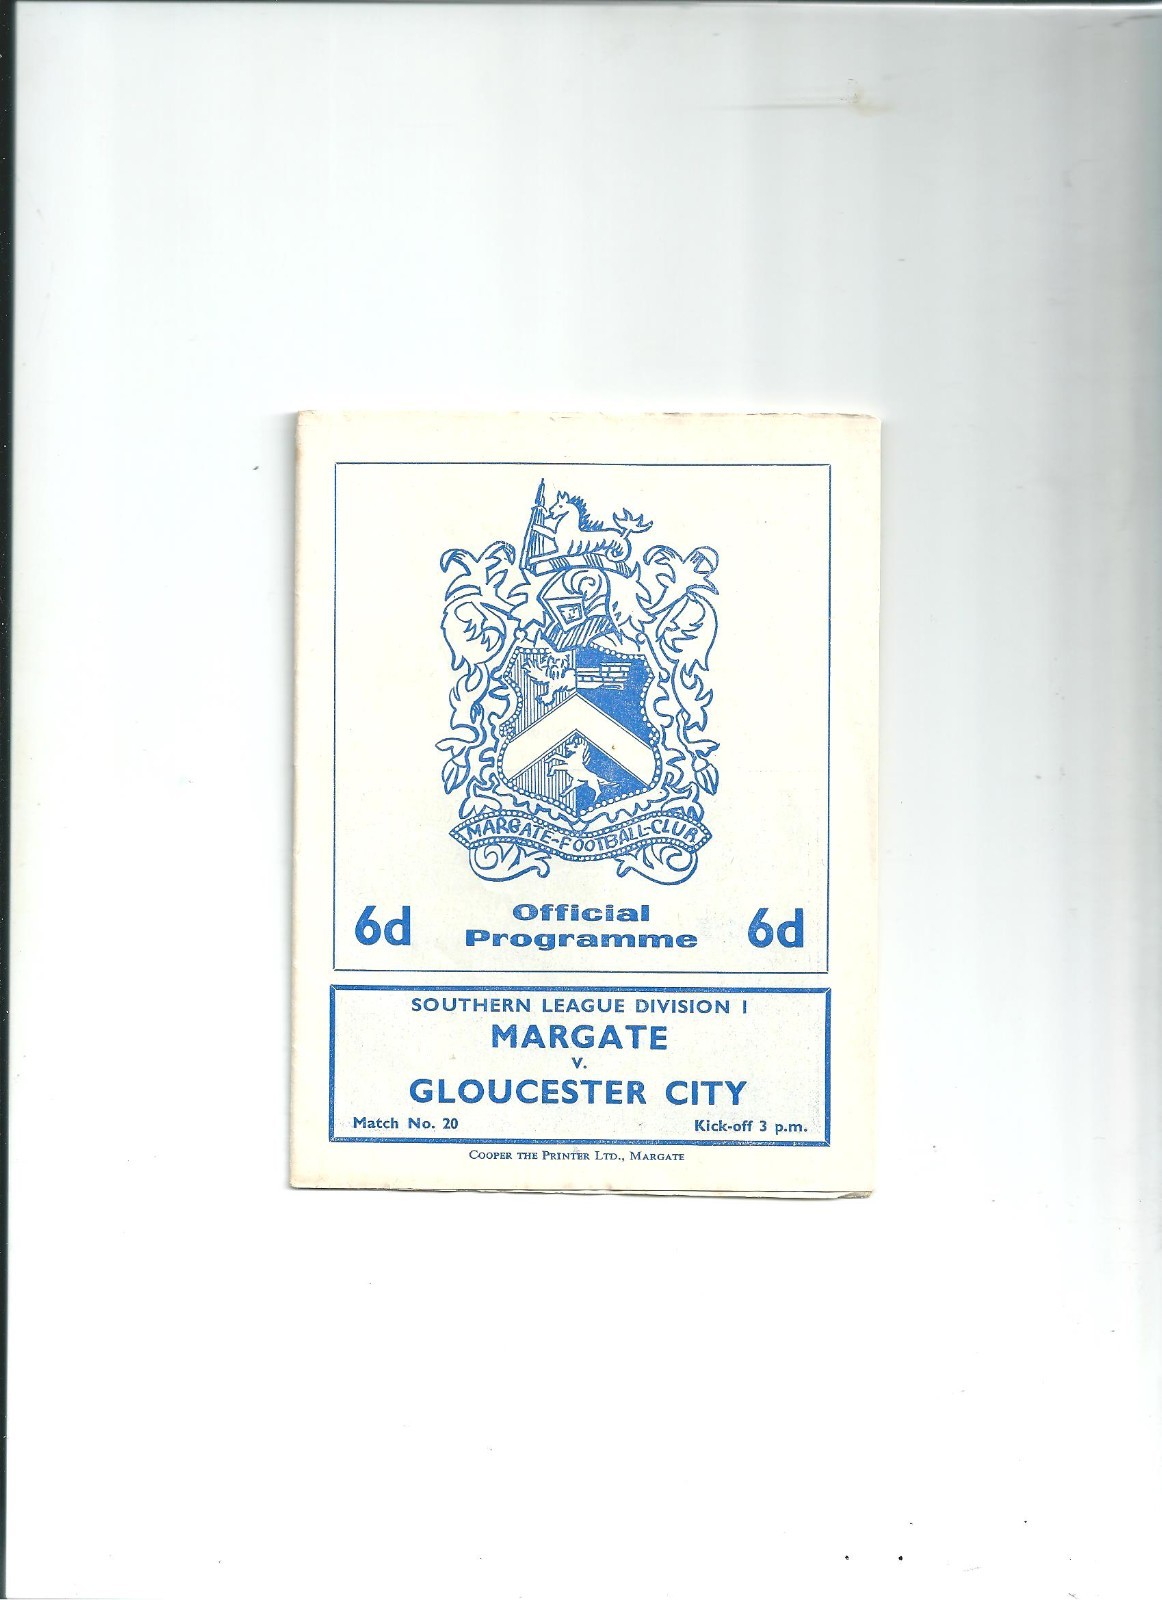 MARGATE-FOOTBALL-CLUB
6d Official 6d
Programme
SOUTHERN LEAGUE DIVISION I
MARGATE
v.
GLOUCESTER CITY
Match No. 20 Kick-off 3 p.m.
COOPER THE PRINTER LTD., MARGATE